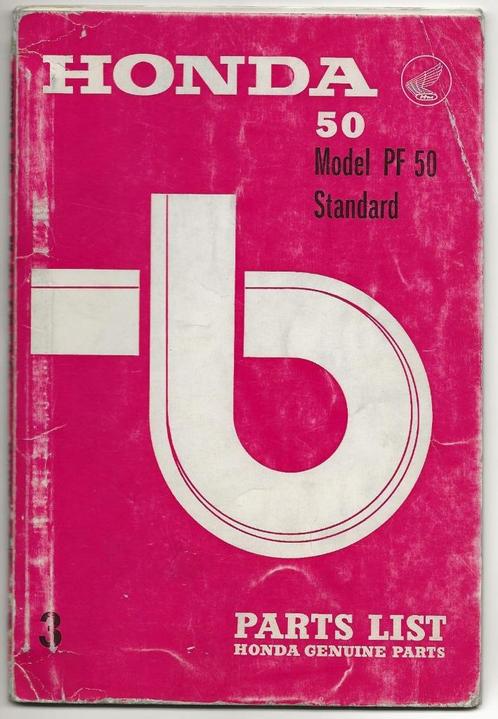 HONDA
50
Model PF 50
Standard
b
3
PARTS LIST
HONDA GENUINE PARTS